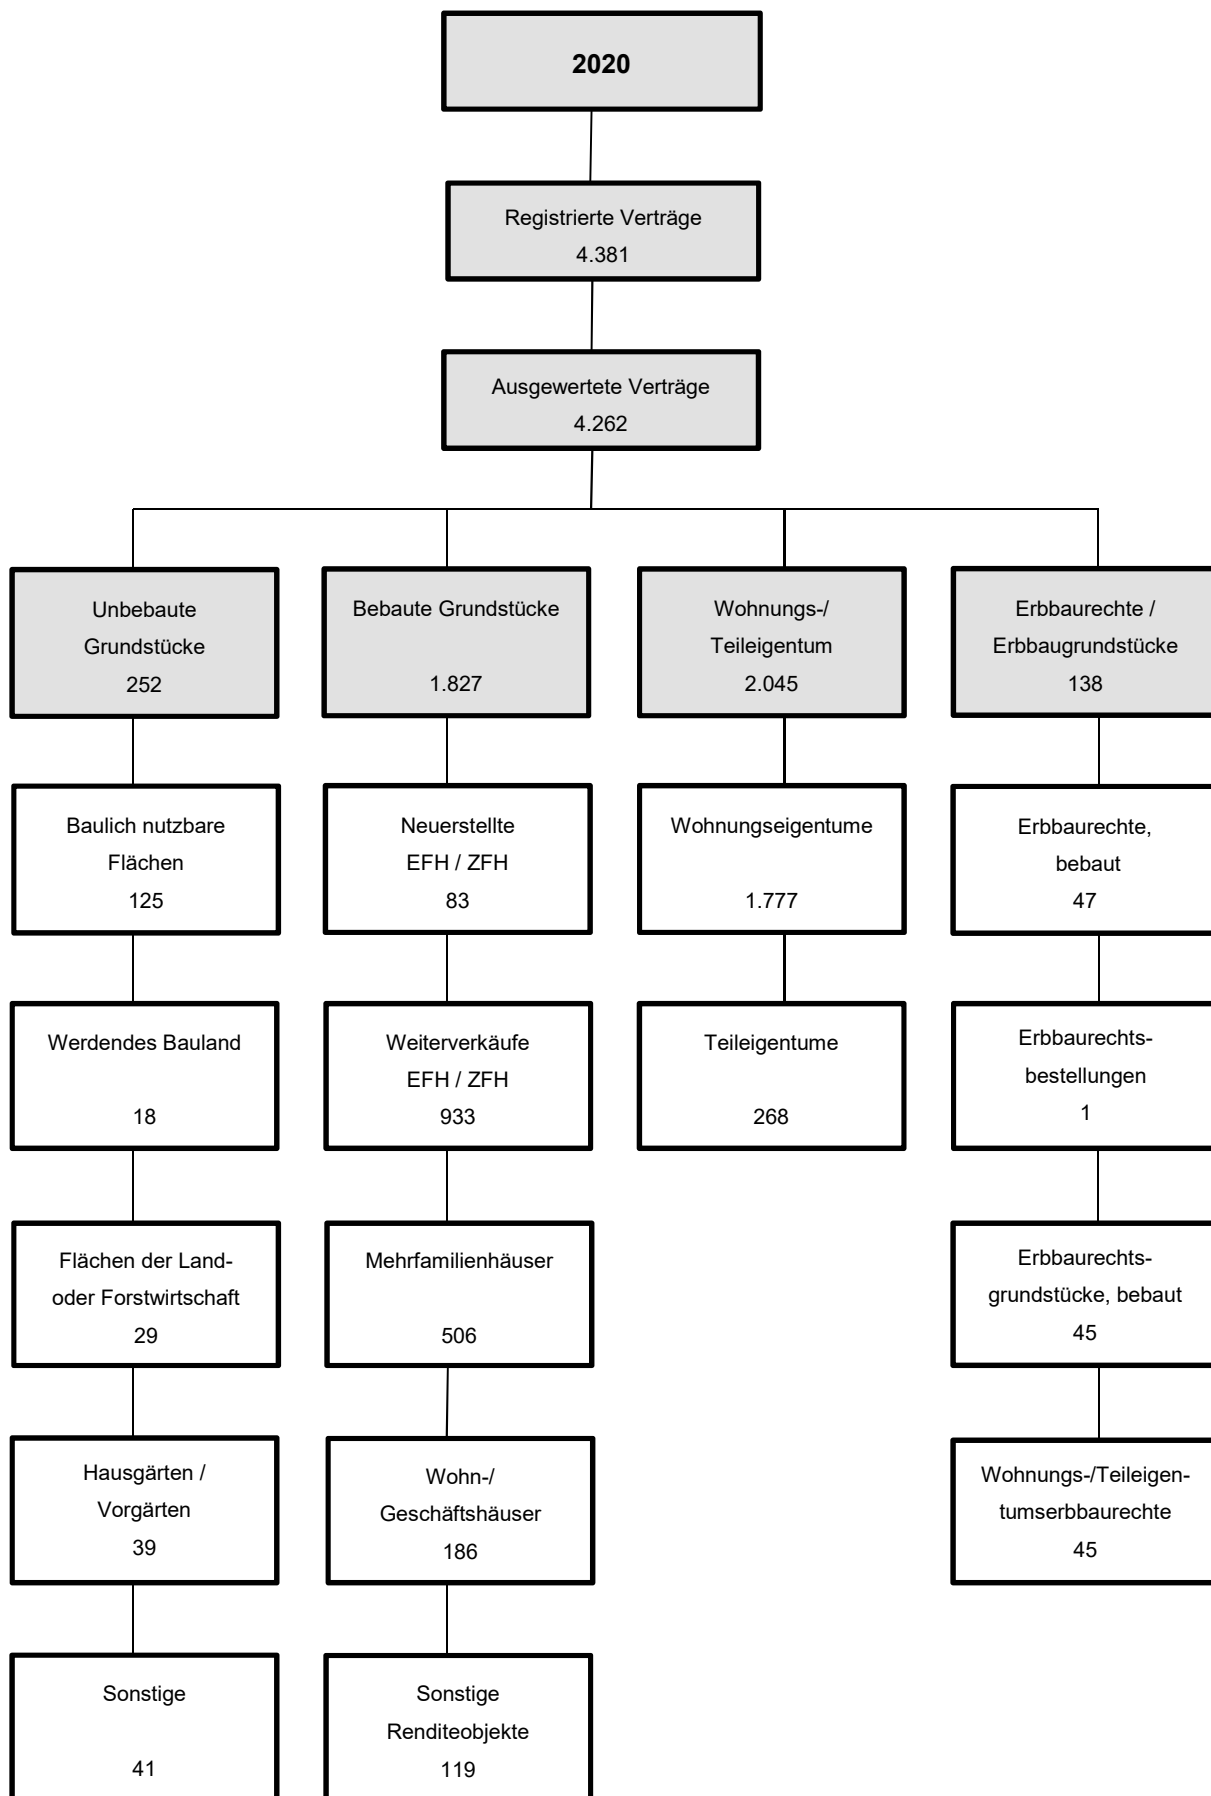 2020
Registrierte Verträge
4.381
Ausgewertete Verträge
4.262
Unbebaute
Grundstücke
252
Bebaute Grundstücke
1.827
Wohnungs-/
Teileigentum
2.045
Erbbaurechte /
Erbbaugrundstücke
138
Baulich nutzbare
Flächen
125
Neuerstellte
EFH / ZFH
83
Wohnungseigentume
1.777
Erbbaurechte,
bebaut
47
Werdendes Bauland
18
Weiterverkäufe
EFH / ZFH
933
Teileigentume
268
Erbbaurechts-
bestellungen
1
Flächen der Land-
oder Forstwirtschaft
29
Mehrfamilienhäuser
506
Erbbaurechts-
grundstücke, bebaut
45
Hausgärten /
Vorgärten
39
Wohn-/
Geschäftshäuser
186
Wohnungs-/Teileigen-
tumserbbaurechte
45
Sonstige
41
Sonstige
Renditeobjekte
119